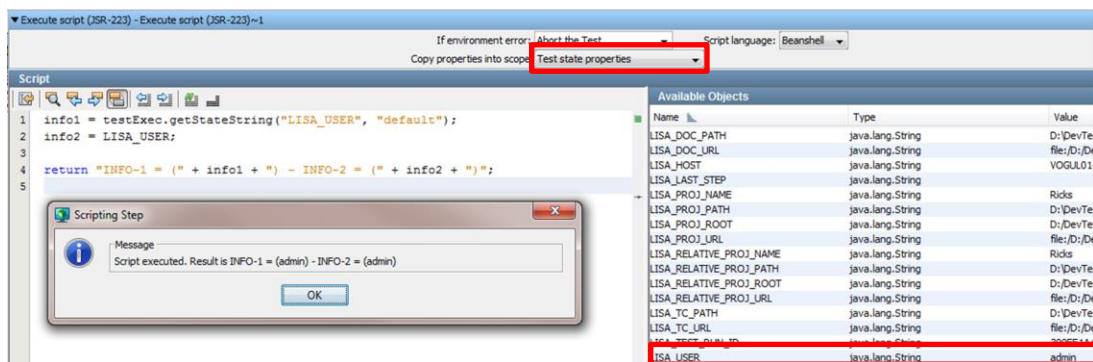 Execute script (JSR-223) - Execute script (JSR-223)~1
If environment error: Abort the Test Script language: Beanshell
Copy properties into scope: Test state properties
Script
1 info1 = testExec.getStateString("LISA_USER", "default");
2 info2 = LISA_USER;
3
4 return "INFO-1 = (" + info1 + ") - INFO-2 = (" + info2 + ")";
5
Scripting Step
Message
Script executed. Result is INFO-1 = (admin) - INFO-2 = (admin)
OK
Available Objects
Name Type Value
LISA_DOC_PATH java.lang.String D:\DevTe
LISA_DOC_URL java.lang.String file:/D:/De
LISA_HOST java.lang.String VOGUL01
LISA_LAST_STEP java.lang.String
LISA_PROJ_NAME java.lang.String Ricks
LISA_PROJ_PATH java.lang.String D:\DevTe
LISA_PROJ_ROOT java.lang.String D:/DevTe
LISA_PROJ_URL java.lang.String file:/D:/De
LISA_RELATIVE_PROJ_NAME java.lang.String Ricks
LISA_RELATIVE_PROJ_PATH java.lang.String D:\DevTe
LISA_RELATIVE_PROJ_ROOT java.lang.String D:/DevTe
LISA_RELATIVE_PROJ_URL java.lang.String file:/D:/De
LISA_TC_PATH java.lang.String D:\DevTe
LISA_TC_URL java.lang.String file:/D:/De
LISA_TEST_RUN_ID java.lang.String
LISA_USER java.lang.String admin